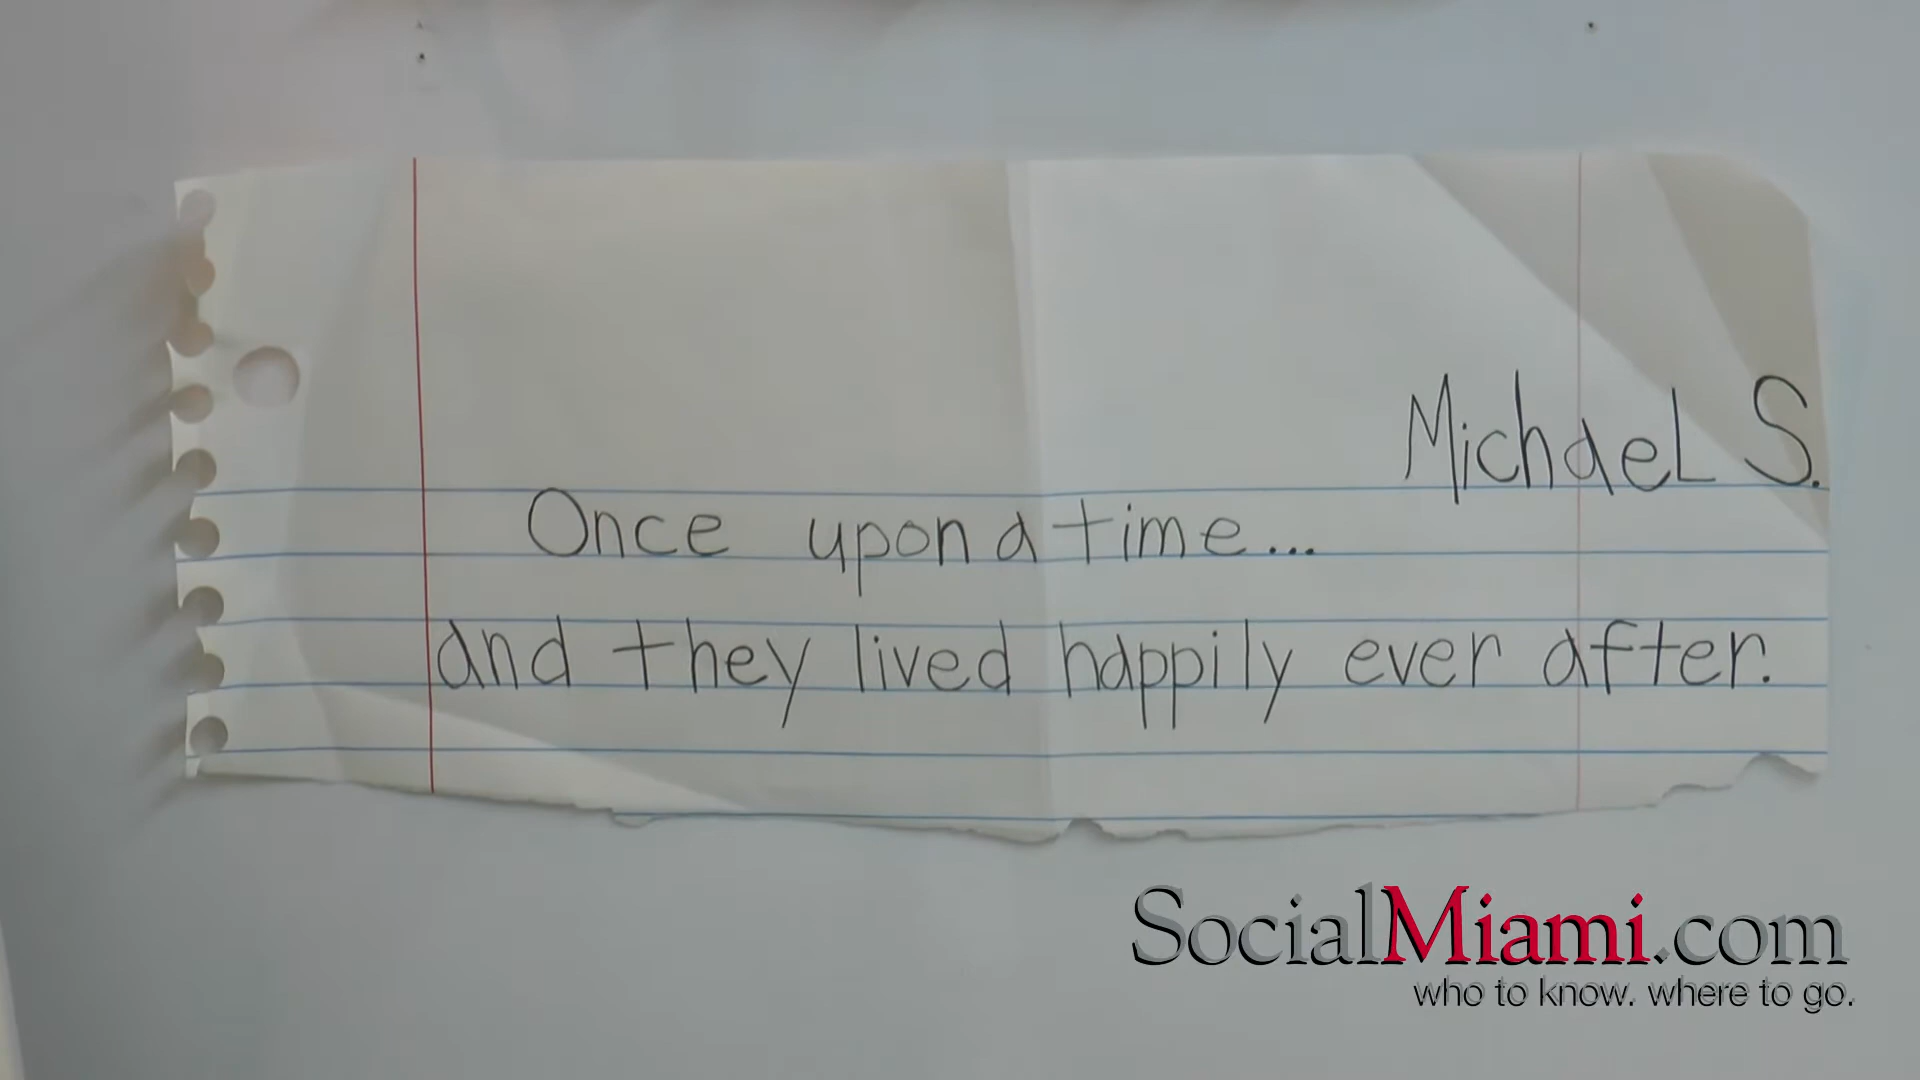 Michael S.
Once upon a time...
and they lived happily ever after.
SocialMiami.com
who to know. where to go.